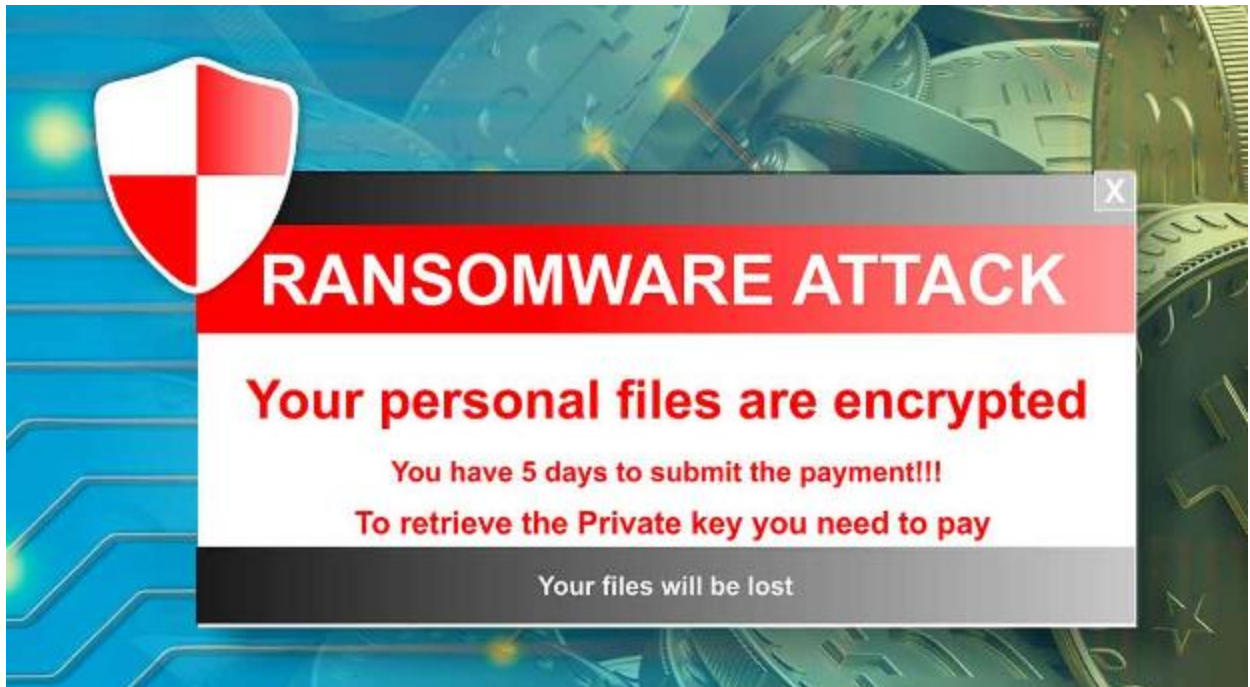 X
RANSOMWARE ATTACK
Your personal files are encrypted
You have 5 days to submit the payment!!!
To retrieve the Private key you need to pay
Your files will be lost